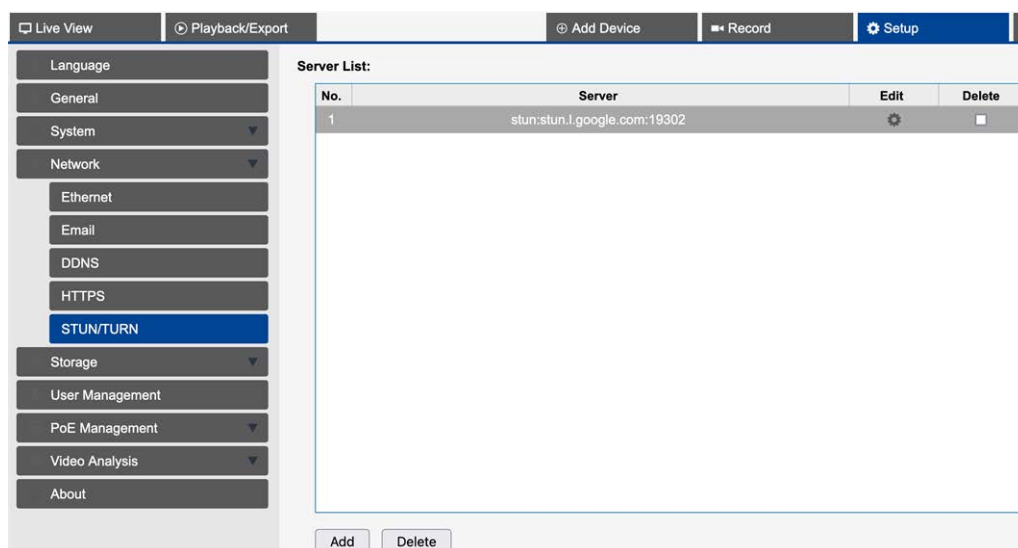 Live View Playback/Export Add Device Record Setup
Language
General
System
Network
Ethernet
Email
DDNS
HTTPS
STUN/TURN
Storage
User Management
PoE Management
Video Analysis
About
Server List:
No. Server Edit Delete
1 stun:stun.l.google.com:19302
Add Delete